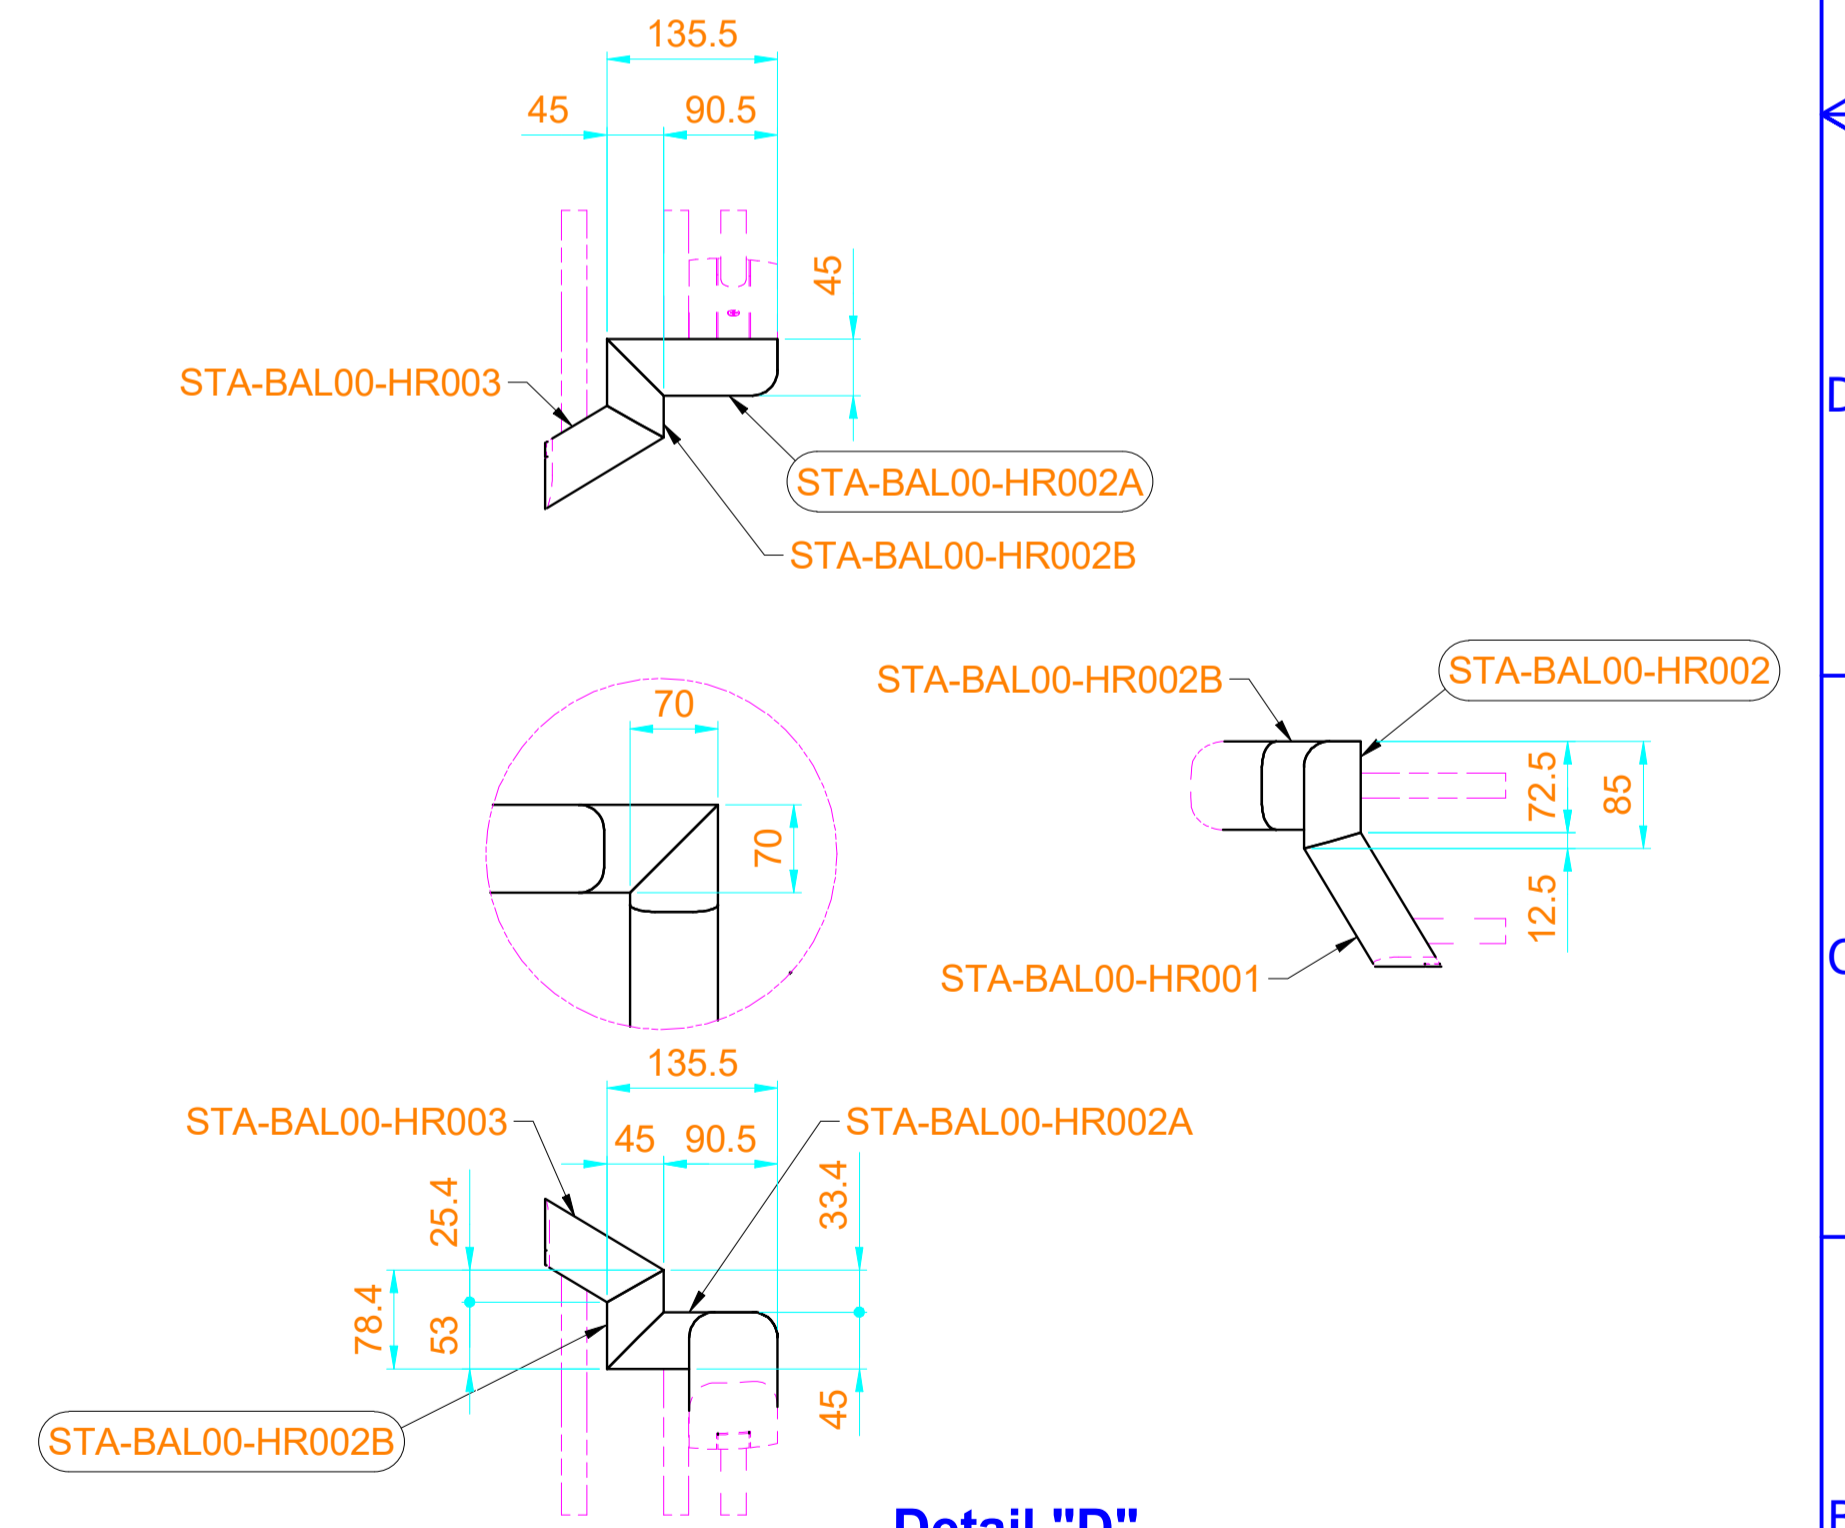 135.5
45
90.5
45
STA-BAL00-HR003
STA-BAL00-HR002A
STA-BAL00-HR002B
D
STA-BAL00-HR002B
STA-BAL00-HR002
70
70
72.5
85
12.5
STA-BAL00-HR001
C
135.5
STA-BAL00-HR003
STA-BAL00-HR002A
45
90.5
25.4
33.4
78.4
53
45
STA-BAL00-HR002B
Detail "D"